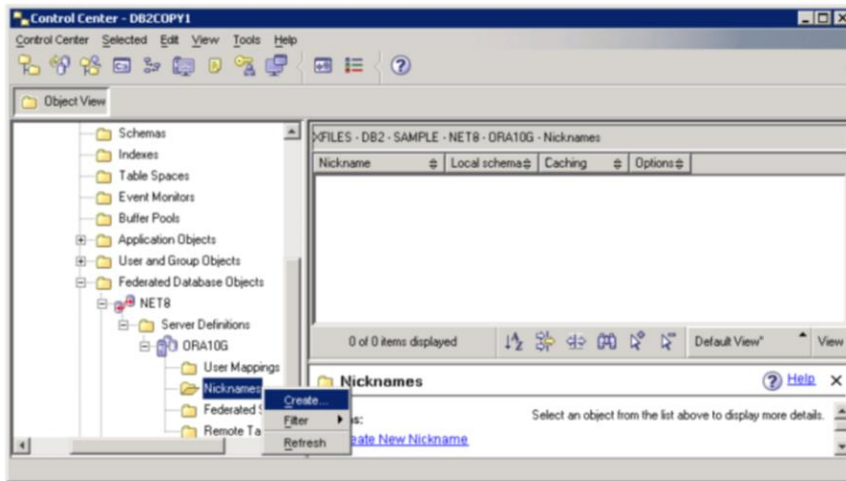 Control Center - DB2COPY1
Control Center Selected Edit View Tools Help
Object View
Schemas
Indexes
Table Spaces
Event Monitors
Buffer Pools
Application Objects
User and Group Objects
Federated Database Objects
NET8
Server Definitions
ORA10G
User Mappings
Nicknames
Federated S
Remote Ta
Create...
Filter
Refresh
XFILES - DB2 - SAMPLE - NET8 - ORA10G - Nicknames
Nickname Local schema Caching Options
0 of 0 items displayed Default View* View
Nicknames Help
s: Select an object from the list above to display more details.
eate New Nickname